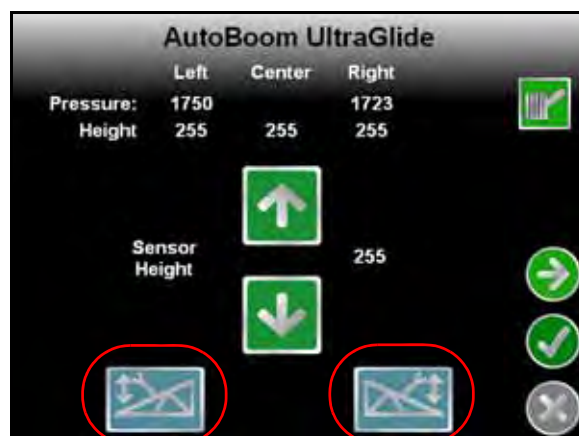 AutoBoom UltraGlide
Left Center Right
Pressure: 1750 1723
Height 255 255 255
Sensor
Height
255